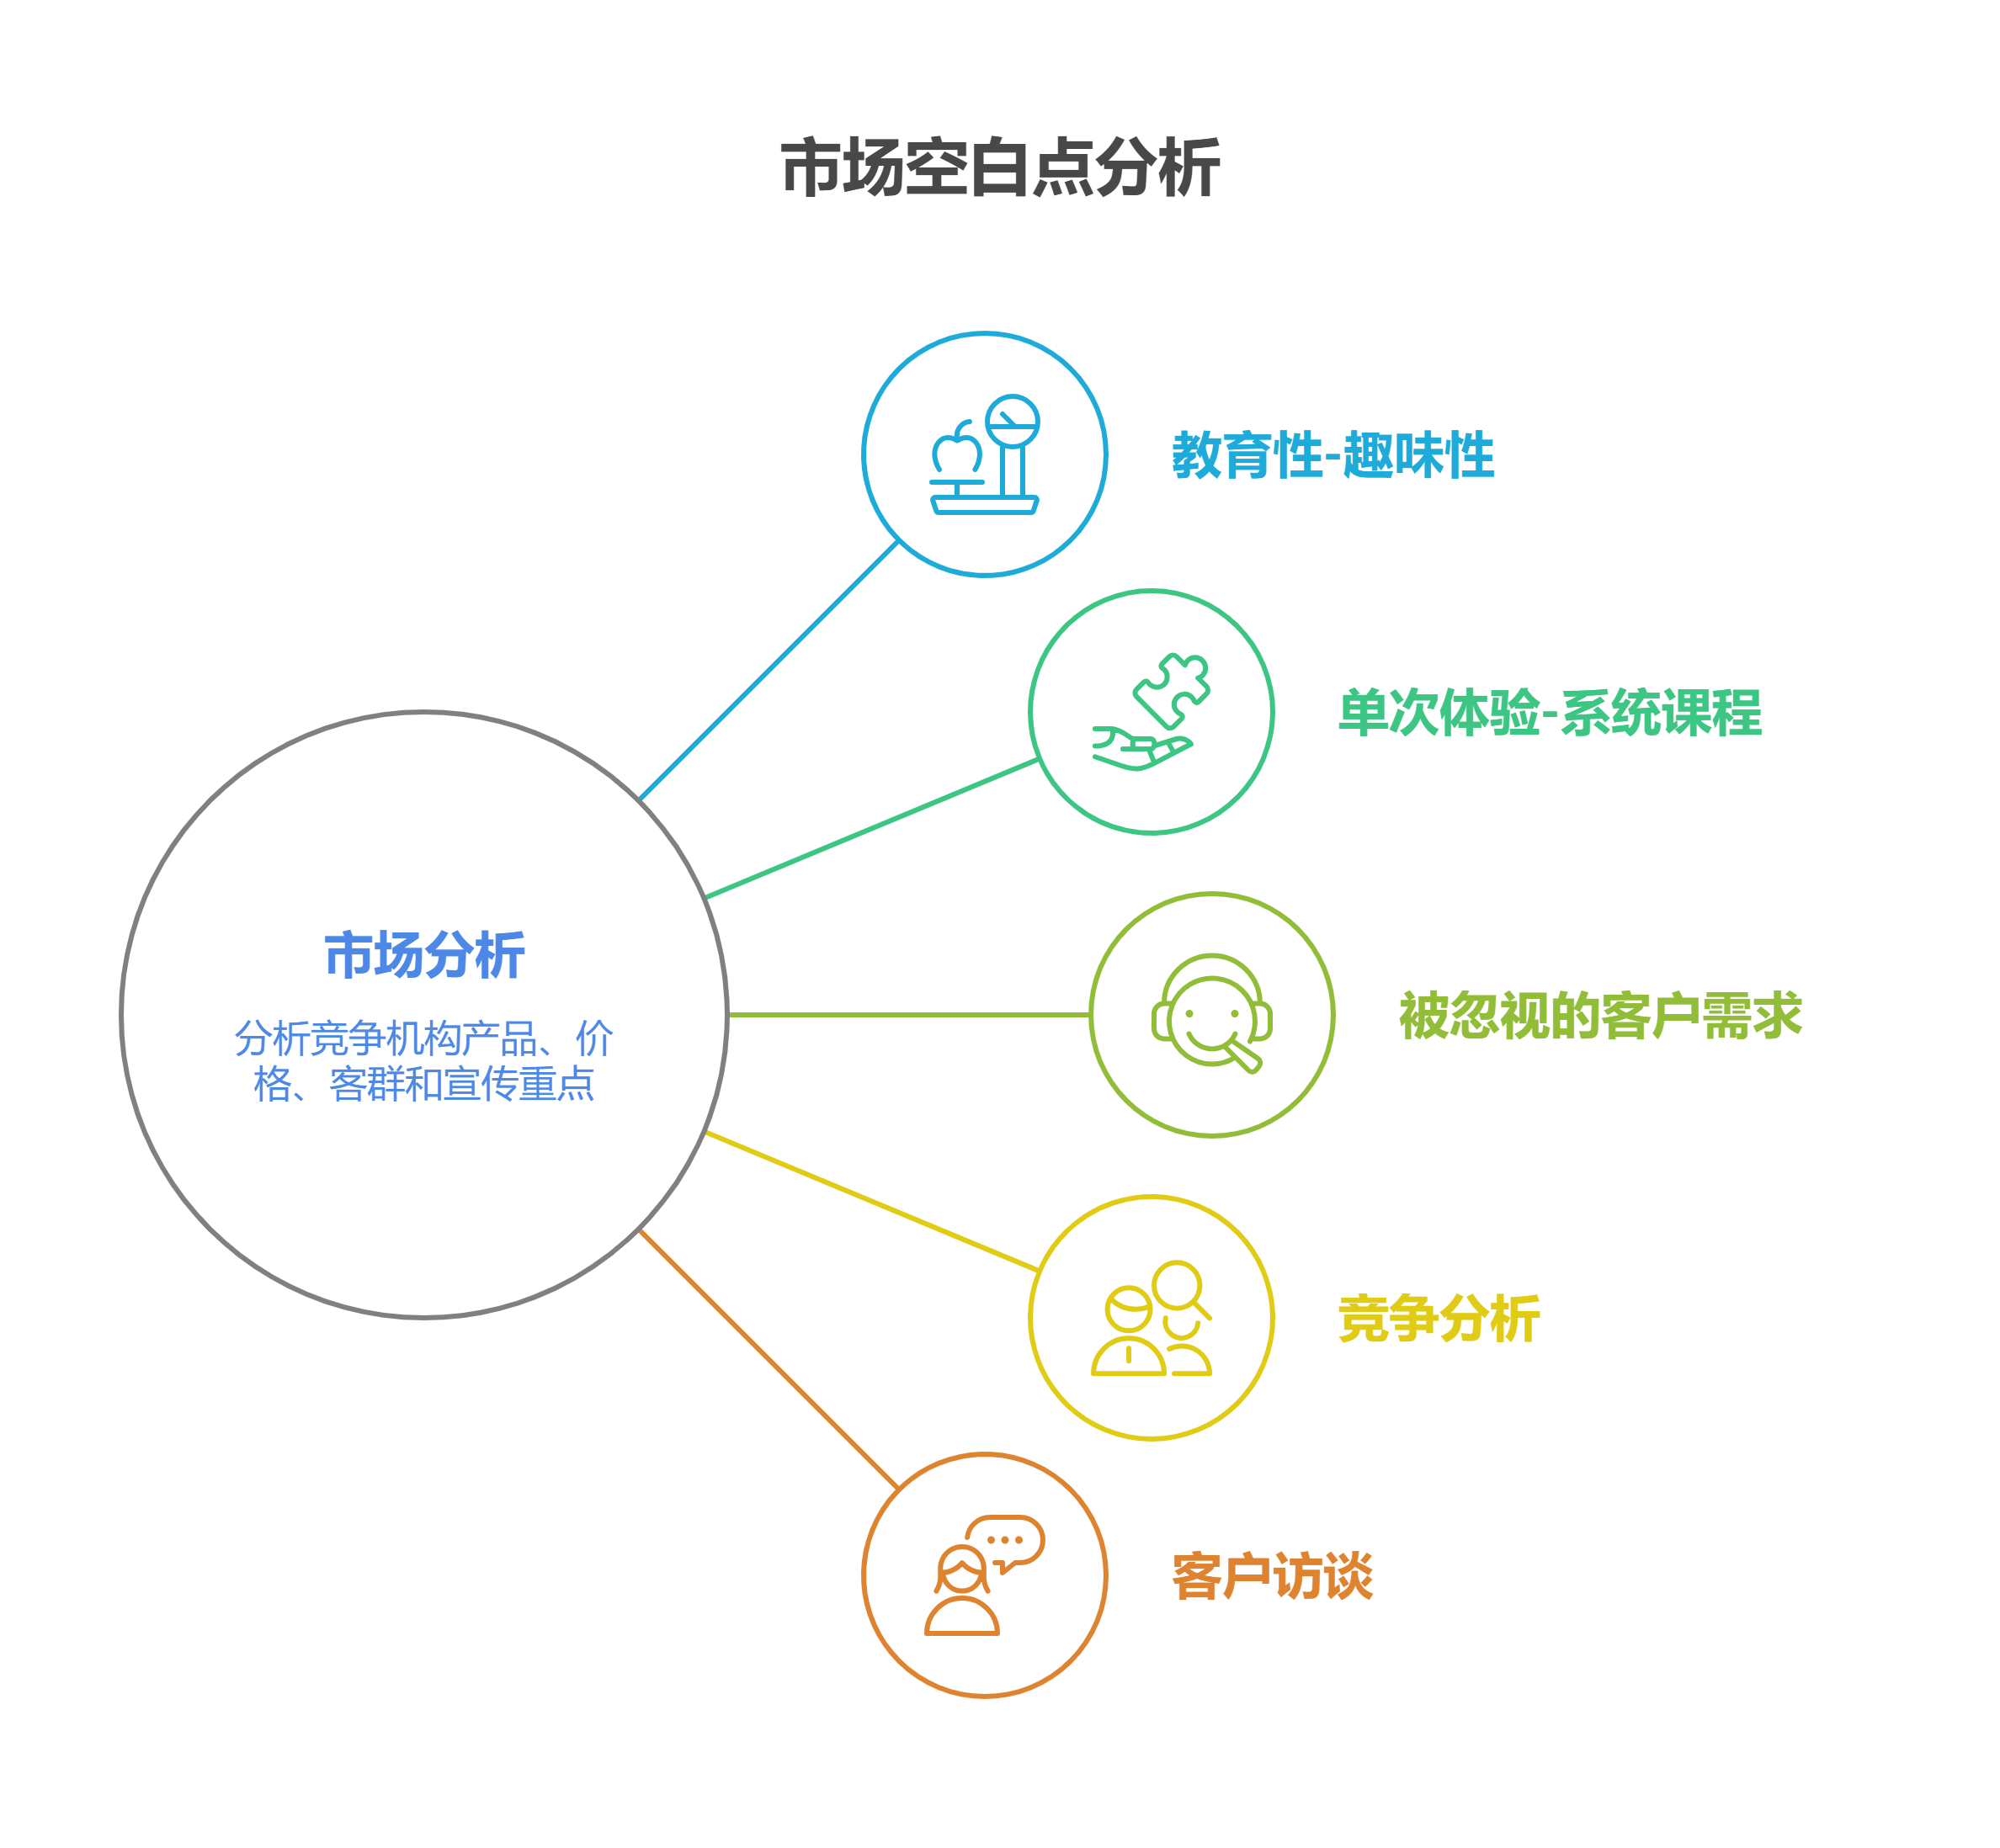 市场空白点分析
教育性-趣味性
单次体验-系统课程
市场分析
分析竞争机构产品、价
格、客群和宣传重点
被忽视的客户需求
竞争分析
客户访谈